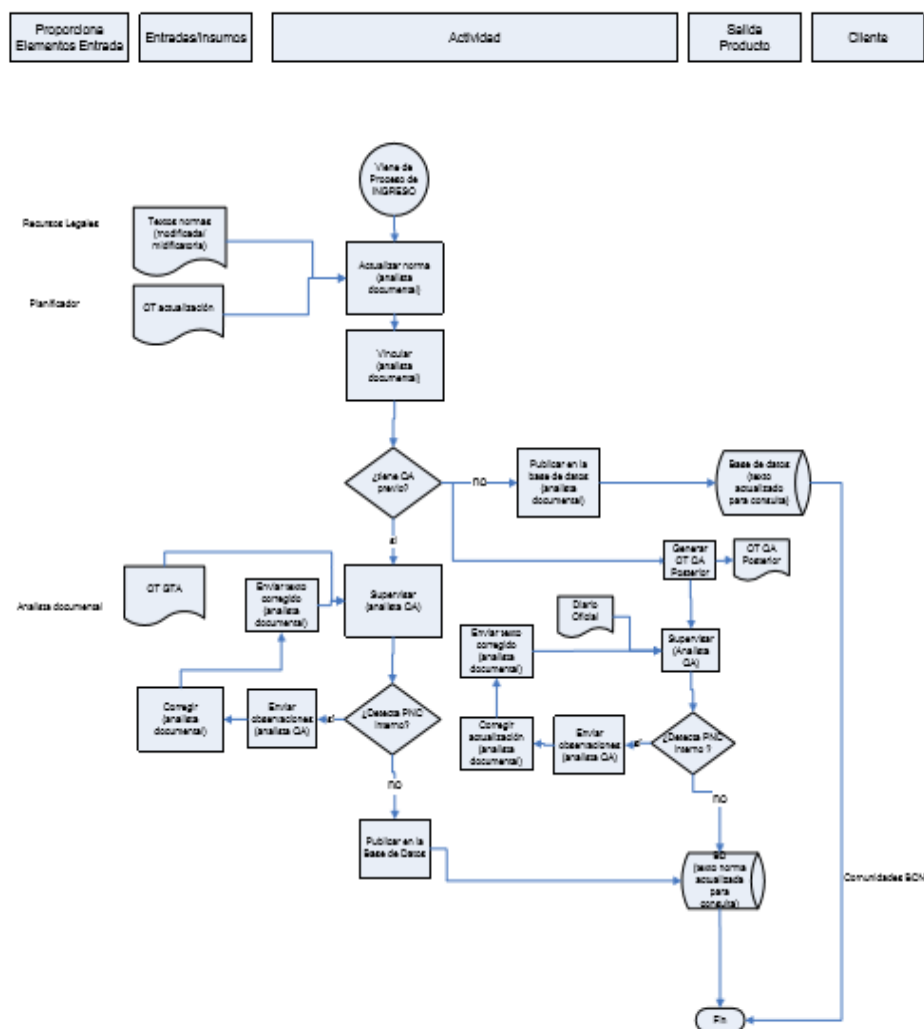 Proporciona
Elementos Entrada
Entradas/Insumos
Actividad
Salida
Producto
Cliente
Viene de
Proceso de
INGRESO
Recursos Legales
Textos normas
(modificada/
midificatoria)
Actualizar norma
(analista
documental)
Planificador
OT actualización
Vincular
(analista
documental)
¿tiene QA
previo?
no
Publicar en la
base de datos
(analista
documental)
Base de datos
(texto
actualizado
para consulta)
si
Generar
OT QA
Posterior
OT QA
Posterior
Analista documental
OT QTA
Enviar texto
corregido
(analista
documental)
Supervisar
(analista QA)
Diario
Oficial
Enviar texto
corregido
(analista
documental)
Supervisar
(Analista
QA)
Corregir
(analista
documental)
Enviar
observaciones
(analista QA)
si
¿Detecta PNC
interno?
Corregir
actualización
(analista
documental)
Enviar
observaciones
(analista QA)
si
¿Detecta PNC
interno ?
no
no
Publicar en la
Base de Datos
BD
(texto norma
actualizada
para
consulta)
Comunidades BCN
Fin